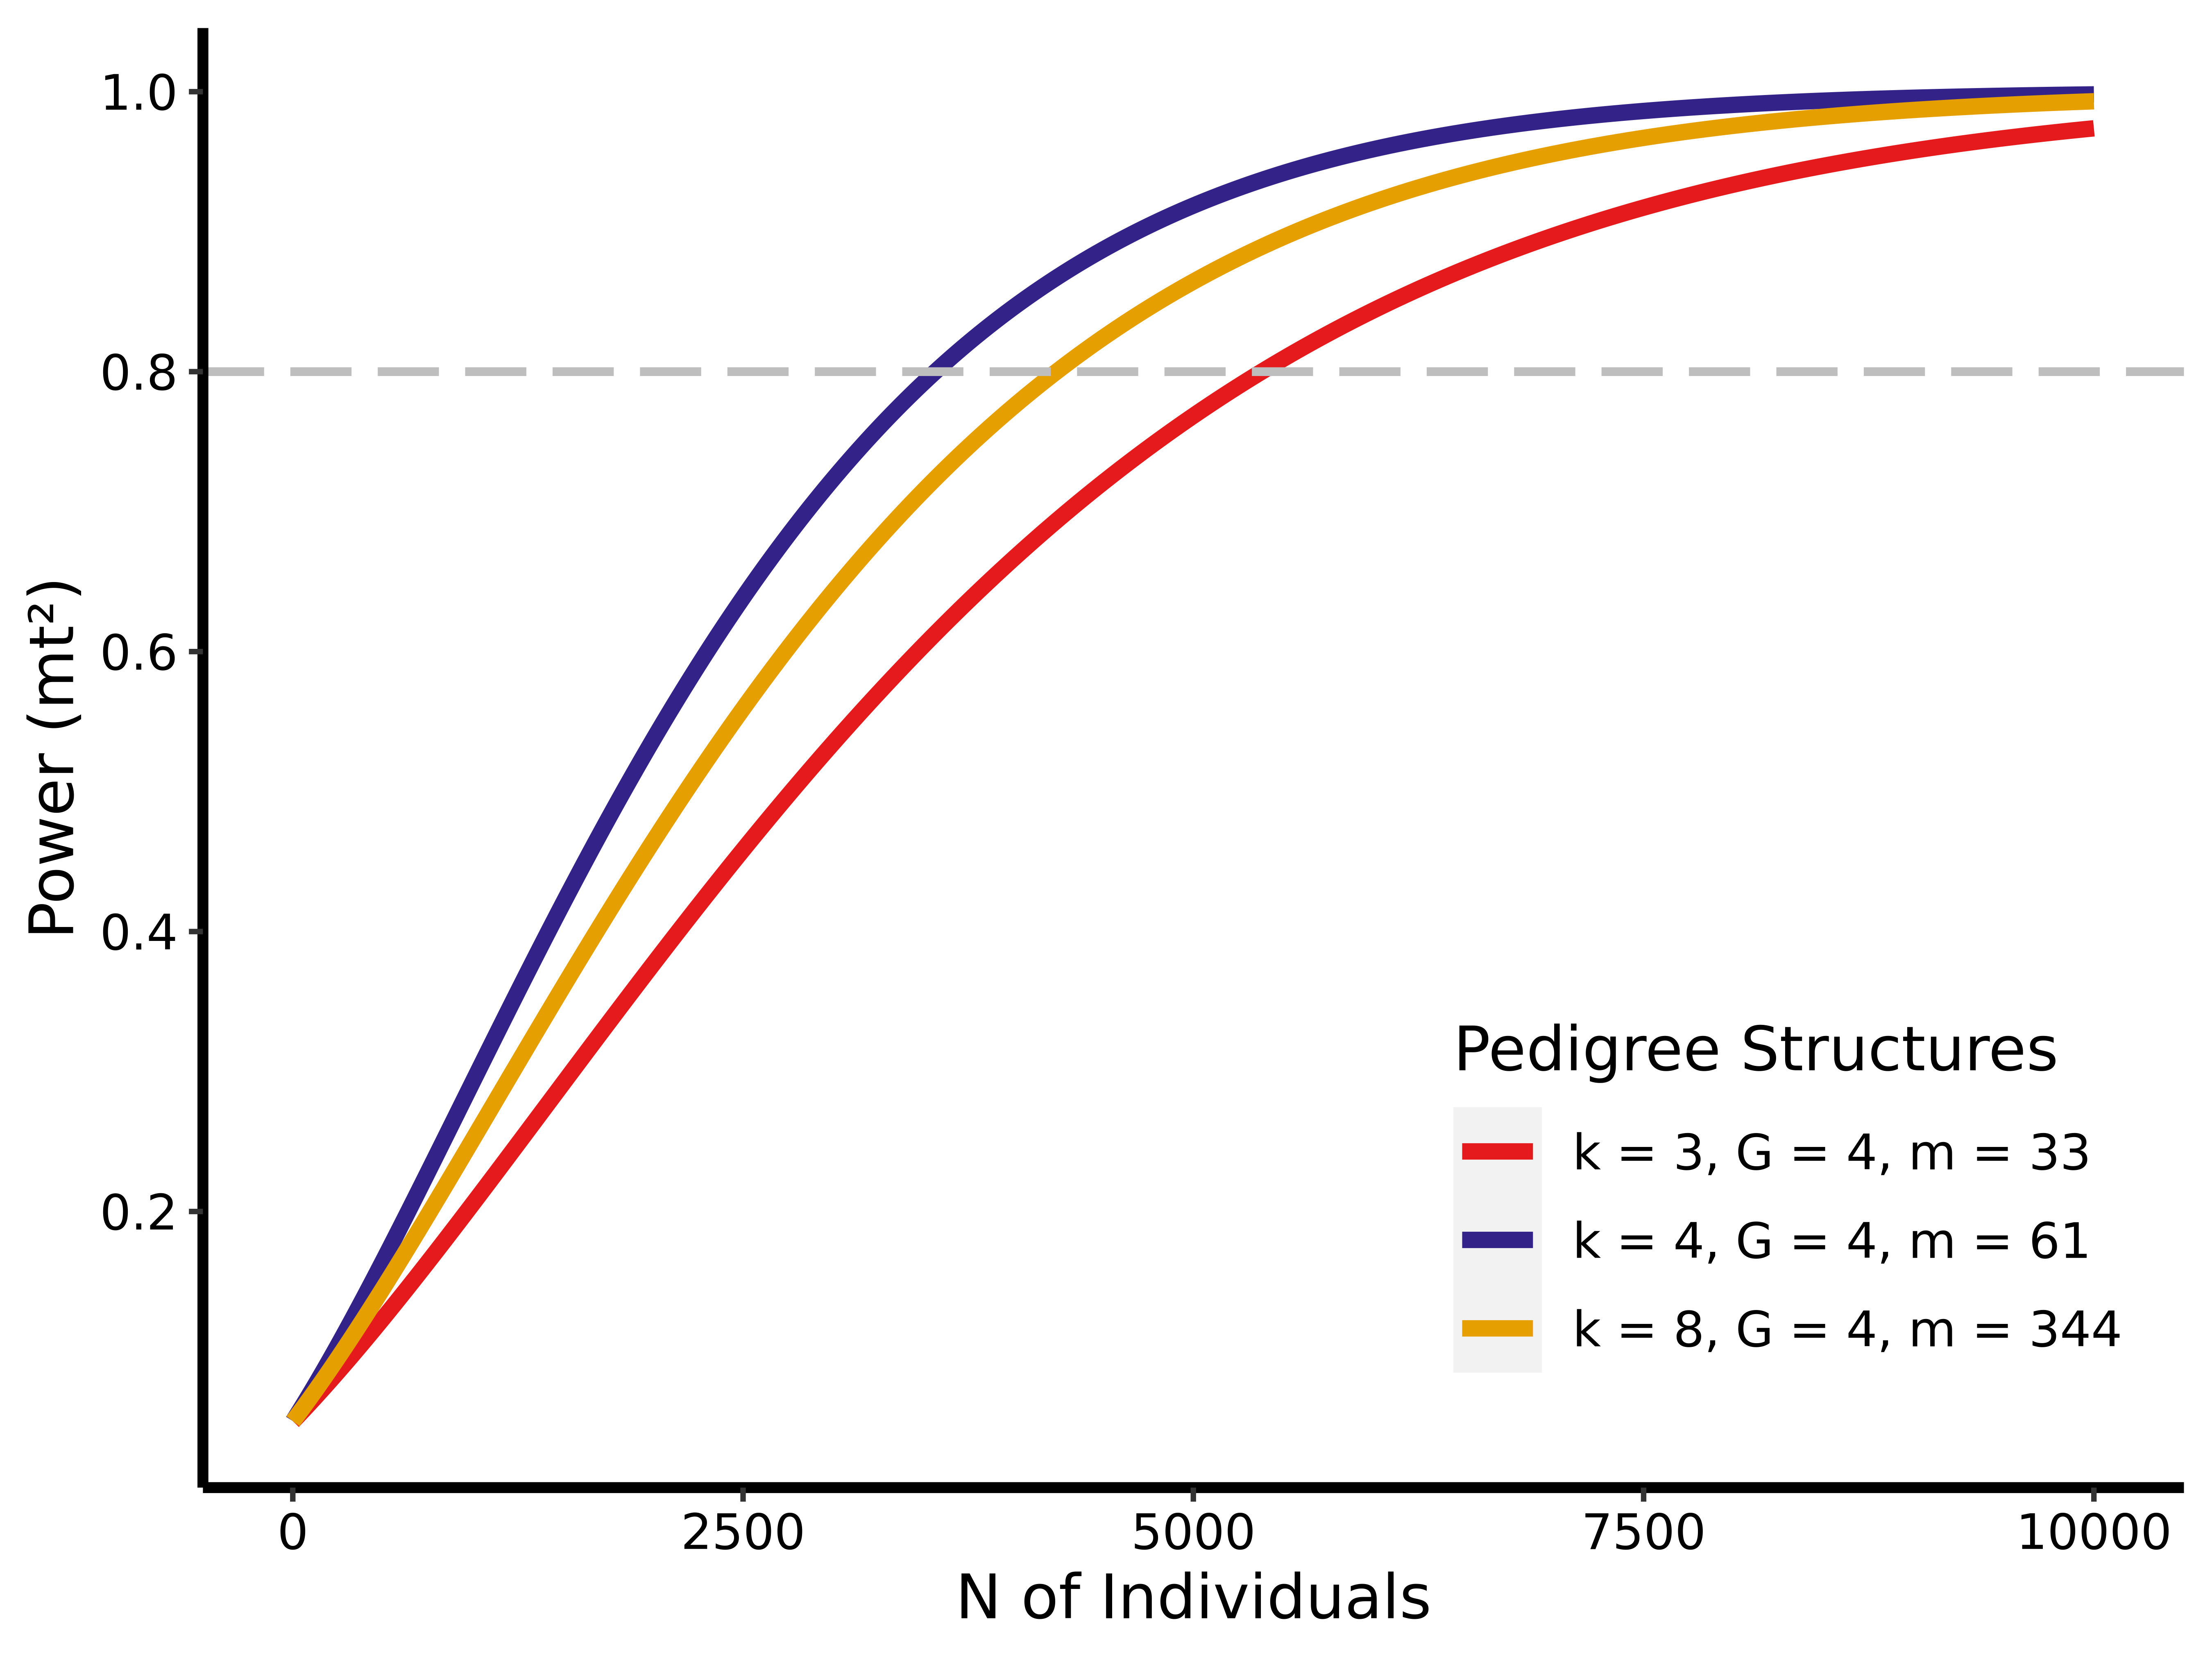 1.0
0.8
0.6
0.4
0.2
Power (mt²)
Pedigree Structures
k = 3, G = 4, m = 33
k = 4, G = 4, m = 61
k = 8, G = 4, m = 344
0 2500 5000 7500 10000
N of Individuals